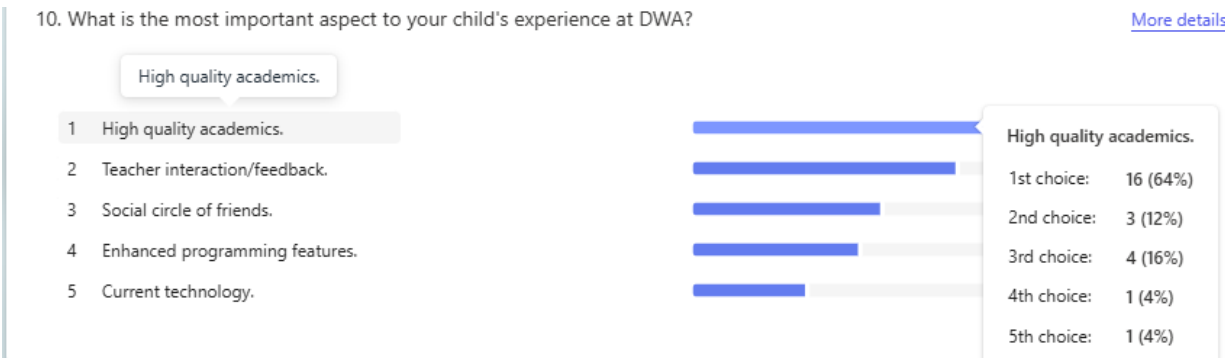 10. What is the most important aspect to your child's experience at DWA?
More details
High quality academics.
1 High quality academics.
2 Teacher interaction/feedback.
3 Social circle of friends.
4 Enhanced programming features.
5 Current technology.
High quality academics.
1st choice: 16 (64%)
2nd choice: 3 (12%)
3rd choice: 4 (16%)
4th choice: 1 (4%)
5th choice: 1 (4%)